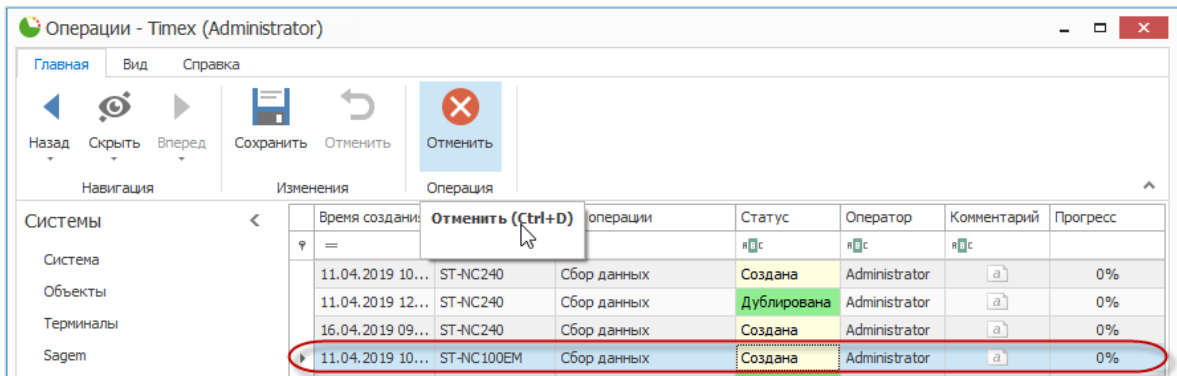 Операции - Timex (Administrator)
Главная Вид Справка
Назад Скрыть Вперед Сохранить Отменить Отменить
Навигация Изменения Операция
Системы
Время создани Отменить (Ctrl+D) операции Статус Оператор Комментарий Прогресс
=
Система
11.04.2019 10... ST-NC240 Сбор данных Создана Administrator 0%
Объекты
11.04.2019 12... ST-NC240 Сбор данных Дублирована Administrator 0%
Терминалы
16.04.2019 09... ST-NC240 Сбор данных Создана Administrator 0%
Sagem
11.04.2019 10... ST-NC100EM Сбор данных Создана Administrator 0%